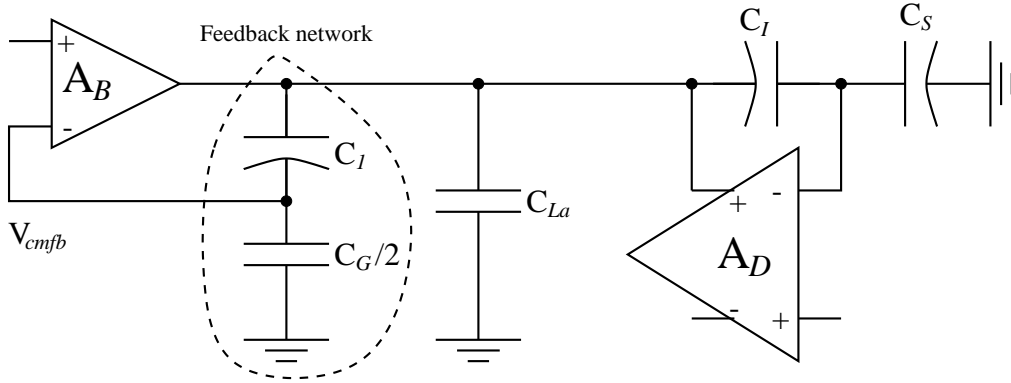 Feedback network
C_I
C_S
+
A_B
-
C_1
C_La
+
-
V_cmfb
C_G/2
A_D
-
+